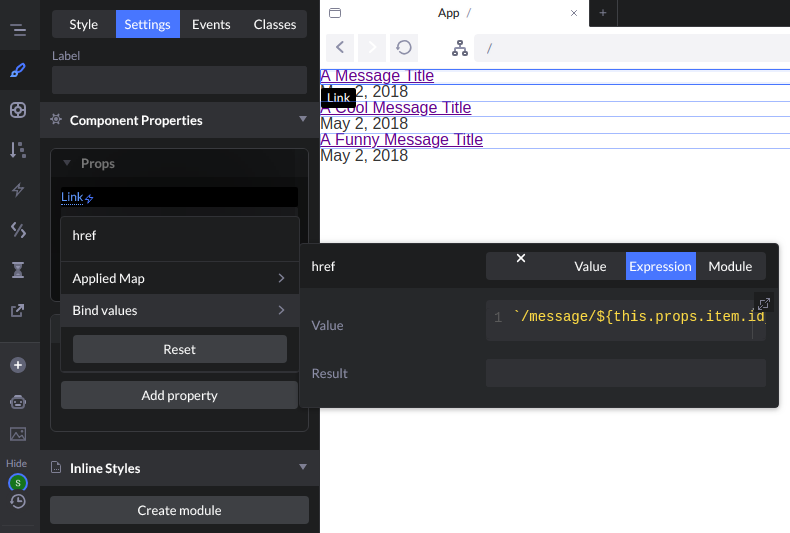 App /
Style Settings Events Classes
Label
/
A Message Title
May 2, 2018
Link
A Cool Message Title
May 2, 2018
A Funny Message Title
May 2, 2018
Component Properties
Props
Link
href
Applied Map
Bind values
Reset
Add property
href
Value Expression Module
Value
1 `/message/${this.props.item.id
Result
Inline Styles
Create module
Hide
S